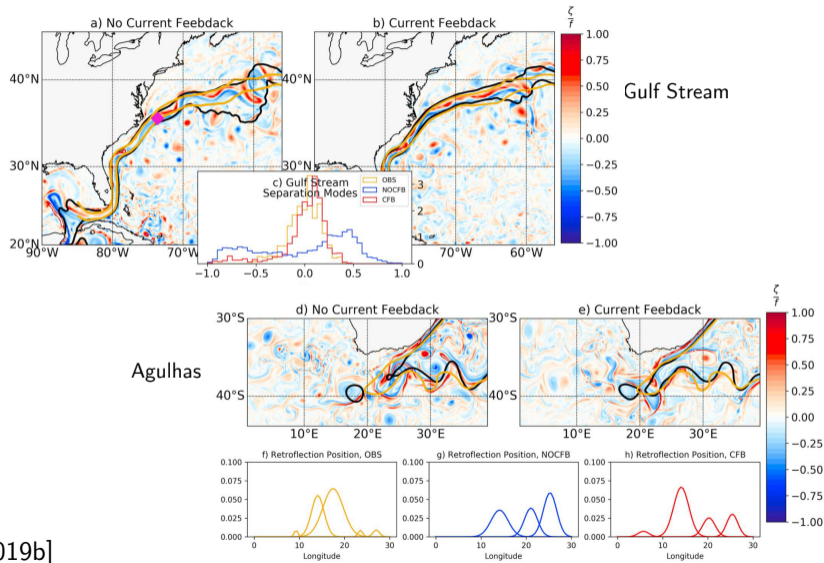 a) No Current Feebdack
b) Current Feebdack
ζ
f
1.00
0.75
0.50
0.25
0.00
−0.25
−0.50
−0.75
−1.00
Gulf Stream
40°N
30°N
20°N
90°W
80°W
70°W
40°N
30°N
70°W
60°W
c) Gulf Stream
Separation Modes
OBS
NOCFB
CFB
3
2
1
0
−1.0
−0.5
0.0
0.5
1.0
d) No Current Feebdack
e) Current Feebdack
ζ
f
1.00
0.75
0.50
0.25
0.00
−0.25
−0.50
−0.75
−1.00
Agulhas
30°S
40°S
10°E
20°E
30°E
30°S
40°S
10°E
20°E
30°E
f) Retroflection Position, OBS
0.100
0.075
0.050
0.025
0.000
0
10
20
30
Longitude
g) Retroflection Position, NOCFB
0.100
0.075
0.050
0.025
0.000
0
10
20
30
Longitude
h) Retroflection Position, CFB
0.100
0.075
0.050
0.025
0.000
0
10
20
30
Longitude
019b]